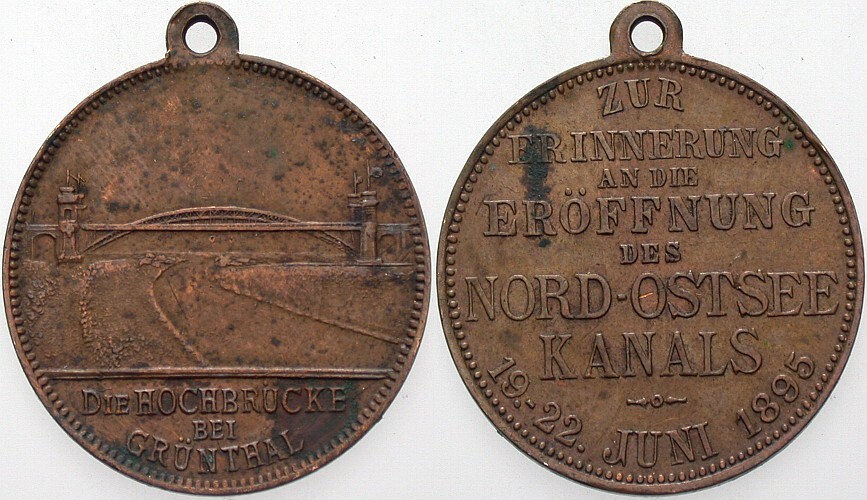 DIE HOCHBRÜCKE
BEI
GRÜNTHAL
ZUR
ERINNERUNG
AN DIE
ERÖFFNUNG
DES
NORD-OSTSEE
KANALS
19.-22. JUNI 1895